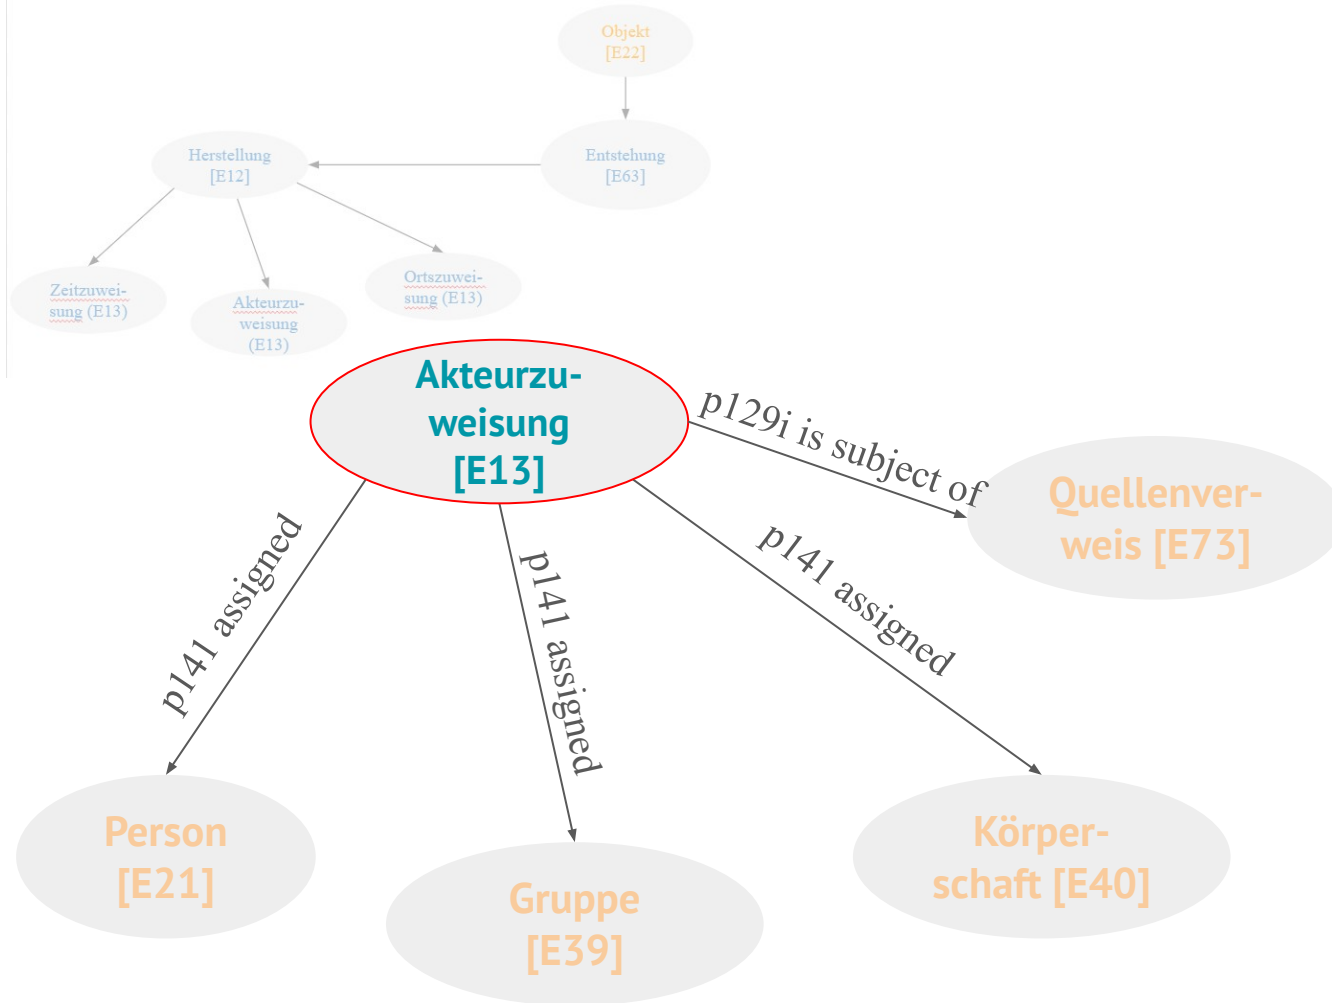 Objekt
[E22]
Herstellung
[E12]
Entstehung
[E63]
Zeitzuwei-
sung (E13)
Akteurzu-
weisung
(E13)
Ortszuwei-
sung (E13)
Akteurzu-
weisung
[E13]
p129i is subject of
Quellenver-
weis [E73]
p141 assigned
p141 assigned
p141 assigned
Person
[E21]
Gruppe
[E39]
Körper-
schaft [E40]